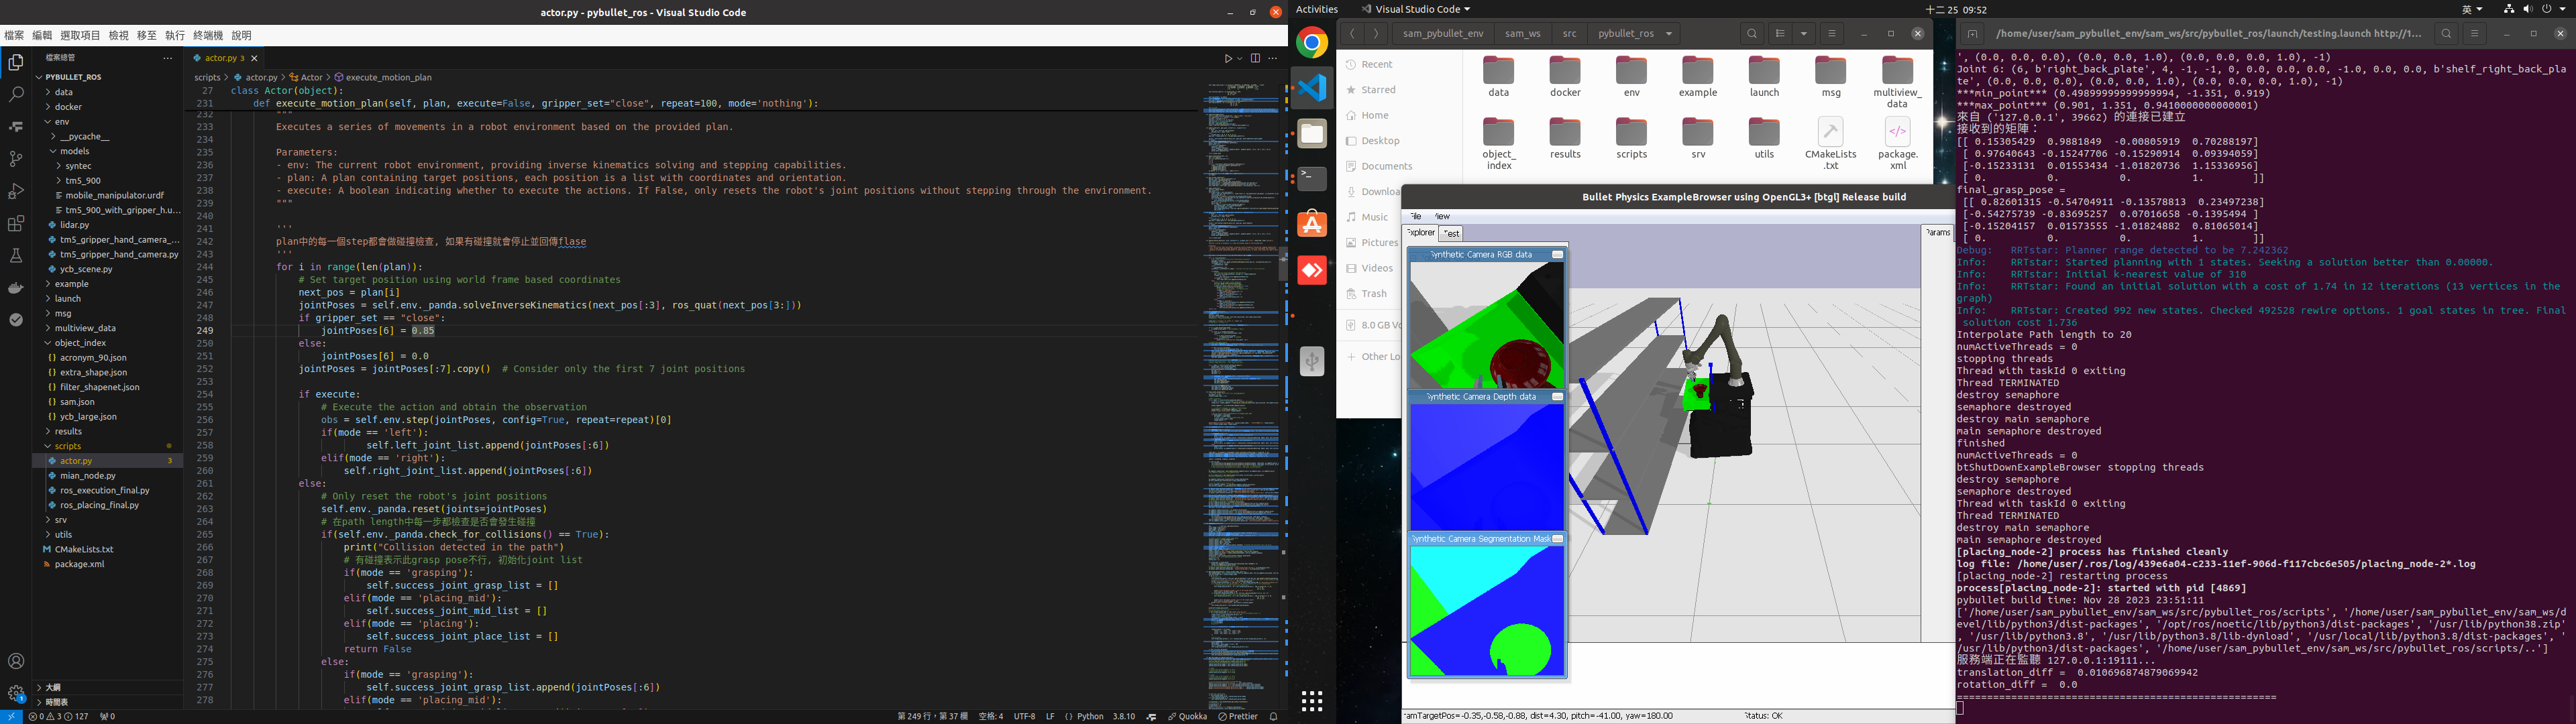 actor.py - pybullet_ros - Visual Studio Code
檔案 編輯 選取項目 檢視 移至 執行 終端機 說明
檔案總管
PYBULLET_ROS
data
docker
env
__pycache__
models
syntec
tm5_900
mobile_manipulator.urdf
tm5_900_with_gripper_h.u...
lidar.py
tm5_gripper_hand_camera_...
tm5_gripper_hand_camera.py
ycb_scene.py
example
launch
msg
multiview_data
object_index
acronym_90.json
extra_shape.json
filter_shapenet.json
sam.json
ycb_large.json
results
scripts
actor.py 3
mian_node.py
ros_execution_final.py
ros_placing_final.py
srv
utils
CMakeLists.txt
package.xml
大綱
時間表
actor.py 3
scripts > actor.py > Actor > execute_motion_plan
27 class Actor(object):
231 def execute_motion_plan(self, plan, execute=False, gripper_set="close", repeat=100, mode='nothing'):
232 """
233 Executes a series of movements in a robot environment based on the provided plan.
234
235 Parameters:
236 - env: The current robot environment, providing inverse kinematics solving and stepping capabilities.
237 - plan: A plan containing target positions, each position is a list with coordinates and orientation.
238 - execute: A boolean indicating whether to execute the actions. If False, only resets the robot's joint positions without stepping through the environment.
239 """
240
241 '''
242 plan中的每一個step都會做碰撞檢查, 如果有碰撞就會停止並回傳flase
243 '''
244 for i in range(len(plan)):
245 # Set target position using world frame based coordinates
246 next_pos = plan[i]
247 jointPoses = self.env._panda.solveInverseKinematics(next_pos[:3], ros_quat(next_pos[3:]))
248 if gripper_set == "close":
249 jointPoses[6] = 0.85
250 else:
251 jointPoses[6] = 0.0
252 jointPoses = jointPoses[:7].copy() # Consider only the first 7 joint positions
253
254 if execute:
255 # Execute the action and obtain the observation
256 obs = self.env.step(jointPoses, config=True, repeat=repeat)[0]
257 if(mode == 'left'):
258 self.left_joint_list.append(jointPoses[:6])
259 elif(mode == 'right'):
260 self.right_joint_list.append(jointPoses[:6])
261 else:
262 # Only reset the robot's joint positions
263 self.env._panda.reset(joints=jointPoses)
264 # 在path length中每一步都檢查是否會發生碰撞
265 if(self.env._panda.check_for_collisions() == True):
266 print("Collision detected in the path")
267 # 有碰撞表示此grasp pose不行, 初始化joint list
268 if(mode == 'grasping'):
269 self.success_joint_grasp_list = []
270 elif(mode == 'placing_mid'):
271 self.success_joint_mid_list = []
272 elif(mode == 'placing'):
273 self.success_joint_place_list = []
274 return False
275 else:
276 if(mode == 'grasping'):
277 self.success_joint_grasp_list.append(jointPoses[:6])
278 elif(mode == 'placing_mid'):
0 3 127 0
第 249 行，第 37 欄 空格: 4 UTF-8 LF Python 3.8.10 Quokka Prettier
Activities Visual Studio Code 十二 25 09:52 英
sam_pybullet_env sam_ws src pybullet_ros
Recent
Starred
Home
Desktop
Documents
Downloa
Music
Pictures
Videos
Trash
8.0 GB Vo
Other Lo
data docker env example launch msg multiview_data
object_index results scripts srv utils CMakeLists.txt package.xml
Bullet Physics ExampleBrowser using OpenGL3+ [btgl] Release build
File View
Explorer Test Params
Synthetic Camera RGB data
Synthetic Camera Depth data
Synthetic Camera Segmentation Mask
camTargetPos=-0.35,-0.58,-0.88, dist=4.30, pitch=-41.00, yaw=180.00 Status: OK
/home/user/sam_pybullet_env/sam_ws/src/pybullet_ros/launch/testing.launch http://1...
', (0.0, 0.0, 0.0), (0.0, 0.0, 1.0), (0.0, 0.0, 0.0, 1.0), -1)
Joint 6: (6, b'right_back_plate', 4, -1, -1, 0, 0.0, 0.0, 0.0, -1.0, 0.0, 0.0, b'shelf_right_back_pla
te', (0.0, 0.0, 0.0), (0.0, 0.0, 1.0), (0.0, 0.0, 0.0, 1.0), -1)
***min_point*** (0.49899999999999994, -1.351, 0.919)
***max_point*** (0.901, 1.351, 0.9410000000000001)
來自 ('127.0.0.1', 39662) 的連接已建立
接收到的矩陣：
[[ 0.15305429 0.9881849 -0.00805919 0.70288197]
[ 0.97640643 -0.15247706 -0.15290914 0.09394059]
[-0.15233131 0.01553434 -1.01820736 1.15336956]
[ 0. 0. 0. 1. ]]
final_grasp_pose =
[[ 0.82601315 -0.54704911 -0.13578813 0.23497238]
[-0.54275739 -0.83695257 0.07016658 -0.1395494 ]
[-0.15204157 0.01573555 -1.01824882 0.81065014]
[ 0. 0. 0. 1. ]]
Debug: RRTstar: Planner range detected to be 7.242362
Info: RRTstar: Started planning with 1 states. Seeking a solution better than 0.00000.
Info: RRTstar: Initial k-nearest value of 310
Info: RRTstar: Found an initial solution with a cost of 1.74 in 12 iterations (13 vertices in the
graph)
Info: RRTstar: Created 992 new states. Checked 492528 rewire options. 1 goal states in tree. Final
solution cost 1.736
Interpolate Path length to 20
numActiveThreads = 0
stopping threads
Thread with taskId 0 exiting
Thread TERMINATED
destroy semaphore
semaphore destroyed
destroy main semaphore
main semaphore destroyed
finished
numActiveThreads = 0
btShutDownExampleBrowser stopping threads
destroy semaphore
semaphore destroyed
Thread with taskId 0 exiting
Thread TERMINATED
destroy main semaphore
main semaphore destroyed
[placing_node-2] process has finished cleanly
log file: /home/user/.ros/log/439e6a04-c233-11ef-906d-f117cbc6e505/placing_node-2*.log
[placing_node-2] restarting process
process[placing_node-2]: started with pid [4869]
pybullet build time: Nov 28 2023 23:51:11
['/home/user/sam_pybullet_env/sam_ws/src/pybullet_ros/scripts', '/home/user/sam_pybullet_env/sam_ws/d
evel/lib/python3/dist-packages', '/opt/ros/noetic/lib/python3/dist-packages', '/usr/lib/python38.zip'
, '/usr/lib/python3.8', '/usr/lib/python3.8/lib-dynload', '/usr/local/lib/python3.8/dist-packages', '
/usr/lib/python3/dist-packages', '/home/user/sam_pybullet_env/sam_ws/src/pybullet_ros/scripts/..']
服務端正在監聽 127.0.0.1:19111...
translation_diff = 0.010696874879069942
rotation_diff = 0.0
====================================================